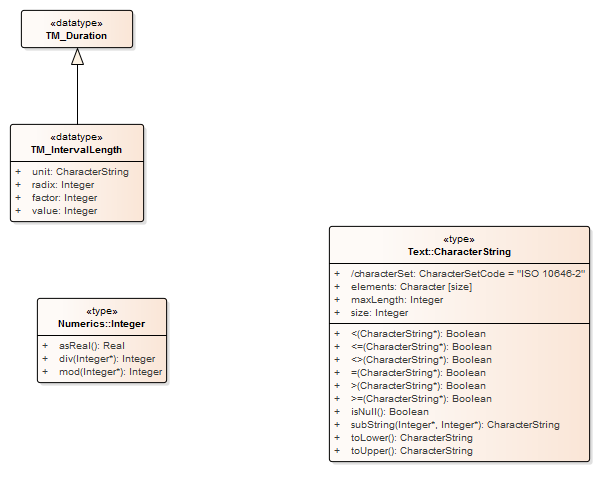 «datatype»
TM_Duration
«datatype»
TM_IntervalLength
+ unit: CharacterString
+ radix: Integer
+ factor: Integer
+ value: Integer
«type»
Text::CharacterString
+ /characterSet: CharacterSetCode = "ISO 10646-2"
+ elements: Character [size]
+ maxLength: Integer
+ size: Integer
+ <(CharacterString*): Boolean
+ <=(CharacterString*): Boolean
+ <>(CharacterString*): Boolean
+ =(CharacterString*): Boolean
+ >(CharacterString*): Boolean
+ >=(CharacterString*): Boolean
+ isNull(): Boolean
+ subString(Integer*, Integer*): CharacterString
+ toLower(): CharacterString
+ toUpper(): CharacterString
«type»
Numerics::Integer
+ asReal(): Real
+ div(Integer*): Integer
+ mod(Integer*): Integer